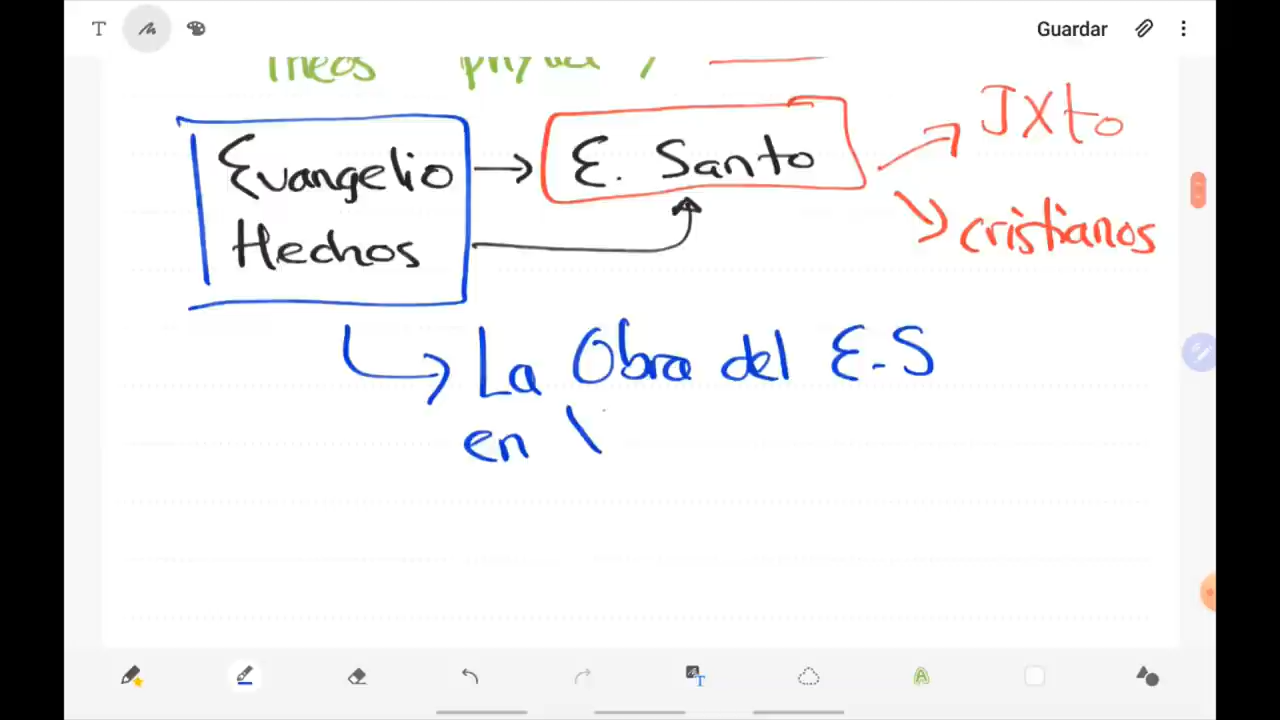 Guardar
Evangelio → E. Santo
JXto
Hechos
cristianos
La Obra del E.S
en